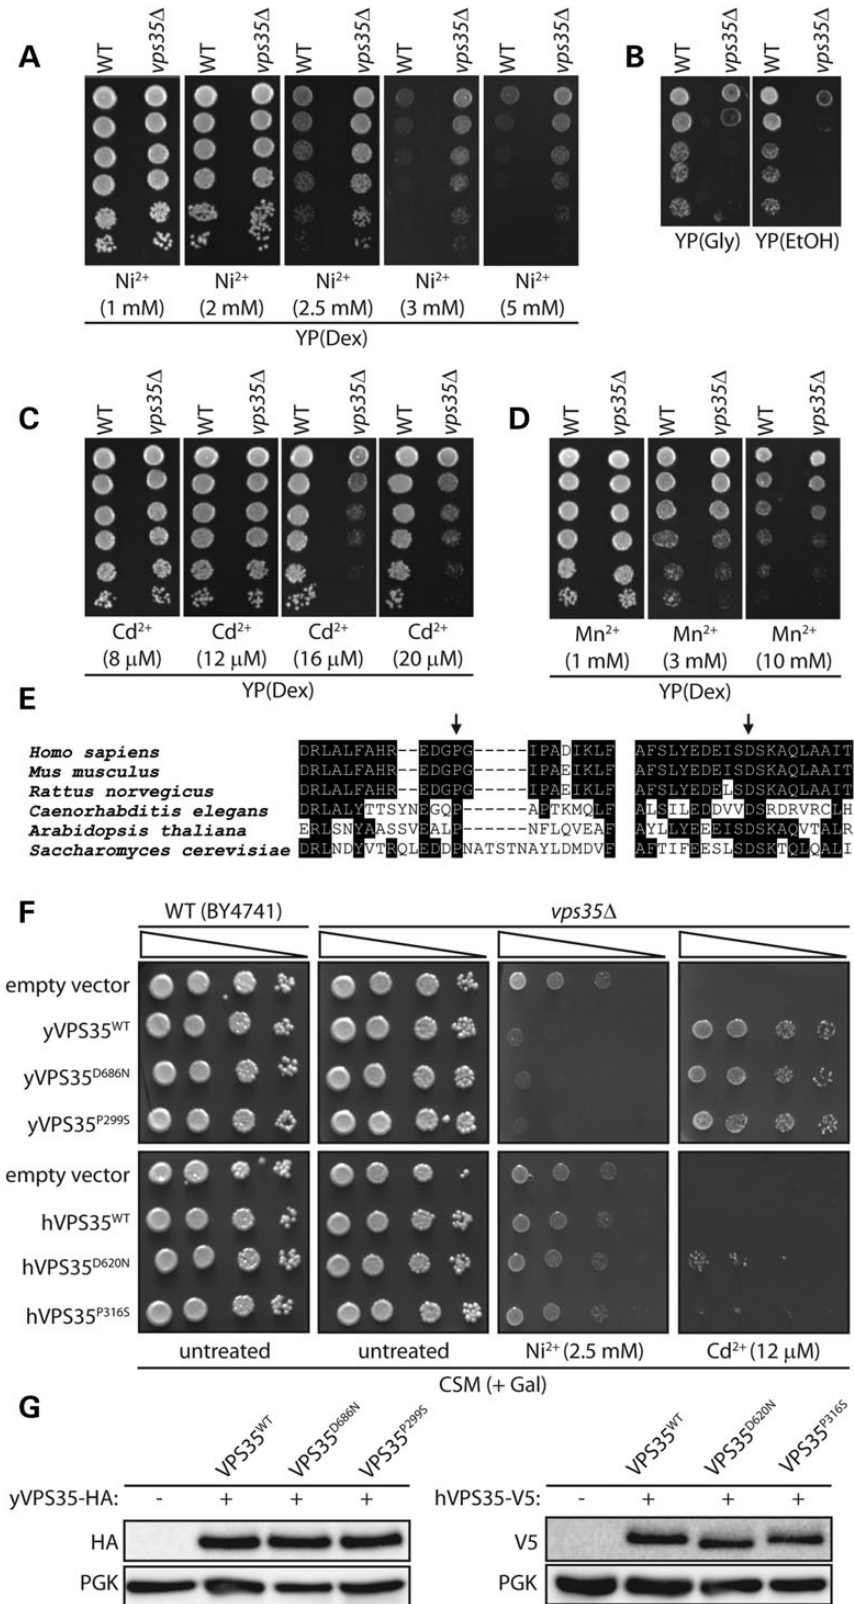 A
WT vps35Δ WT vps35Δ WT vps35Δ WT vps35Δ WT vps35Δ
Ni²⁺ Ni²⁺ Ni²⁺ Ni²⁺ Ni²⁺
(1 mM) (2 mM) (2.5 mM) (3 mM) (5 mM)
YP(Dex)
B
WT vps35Δ WT vps35Δ
YP(Gly) YP(EtOH)
C
WT vps35Δ WT vps35Δ WT vps35Δ WT vps35Δ
Cd²⁺ Cd²⁺ Cd²⁺ Cd²⁺
(8 μM) (12 μM) (16 μM) (20 μM)
YP(Dex)
D
WT vps35Δ WT vps35Δ WT vps35Δ
Mn²⁺ Mn²⁺ Mn²⁺
(1 mM) (3 mM) (10 mM)
YP(Dex)
E
Homo sapiens DRLALFAHR--EDGPG------IPADIKLF AFSLYEDEISDSKAQLAAIT
Mus musculus DRLALFAHR--EDGPG------IPAEIKLF AFSLYEDEISDSKAQLAAIT
Rattus norvegicus DRLALFAHR--EDGPG------IPAEIKLF AFSLYEDELSDSKAQLAAIT
Caenorhabditis elegans DRLALYTTSYNEGQP-------APTKMQLF ALSILEDDVVDSRDRVRCLH
Arabidopsis thaliana ERLSNYAASSVEALP-------NFLQVEAF AYLLYEEEISDSKAQVTALR
Saccharomyces cerevisiae DRLNDYVTRQLEDDPNATSTNAYLDMDVF AFTIFEESLSDSKTQLQALI
F
WT (BY4741) vps35Δ
empty vector
yVPS35ᵂᵀ
yVPS35ᴰ⁶⁸⁶ᴺ
yVPS35ᴾ²⁹⁹ˢ
empty vector
hVPS35ᵂᵀ
hVPS35ᴰ⁶²⁰ᴺ
hVPS35ᴾ³¹⁶ˢ
untreated untreated Ni²⁺ (2.5 mM) Cd²⁺ (12 μM)
CSM (+ Gal)
G
VPS35ᵂᵀ VPS35ᴰ⁶⁸⁶ᴺ VPS35ᴾ²⁹⁹ˢ
yVPS35-HA: - + + +
HA
PGK
VPS35ᵂᵀ VPS35ᴰ⁶²⁰ᴺ VPS35ᴾ³¹⁶ˢ
hVPS35-V5: - + + +
V5
PGK